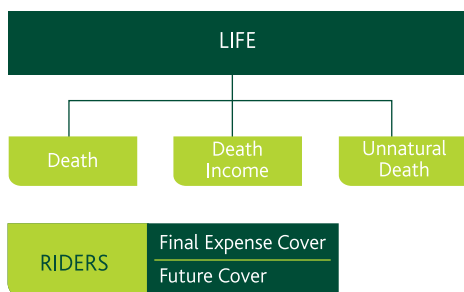 LIFE
Death
Death
Income
Unnatural
Death
RIDERS
Final Expense Cover
Future Cover